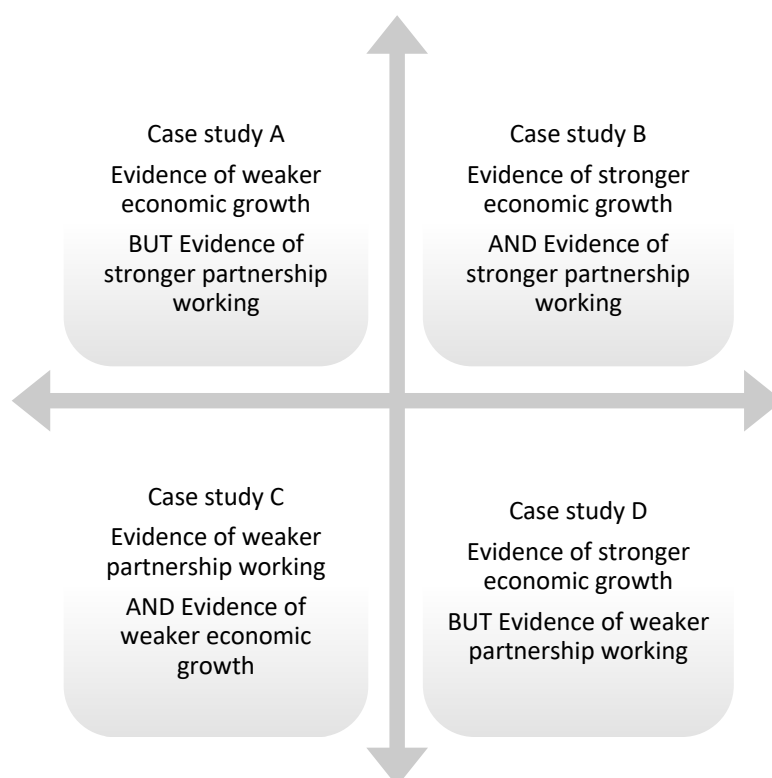 Case study A
Evidence of weaker
economic growth
BUT Evidence of
stronger partnership
working
Case study B
Evidence of stronger
economic growth
AND Evidence of
stronger partnership
working
Case study C
Evidence of weaker
partnership working
AND Evidence of
weaker economic
growth
Case study D
Evidence of stronger
economic growth
BUT Evidence of weaker
partnership working